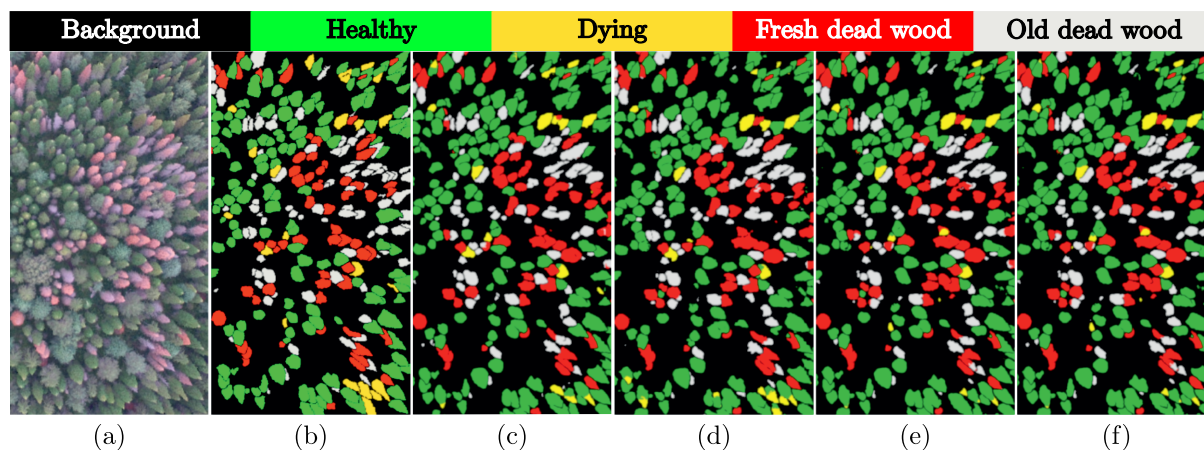 Background Healthy Dying Fresh dead wood Old dead wood
(a) (b) (c) (d) (e) (f)